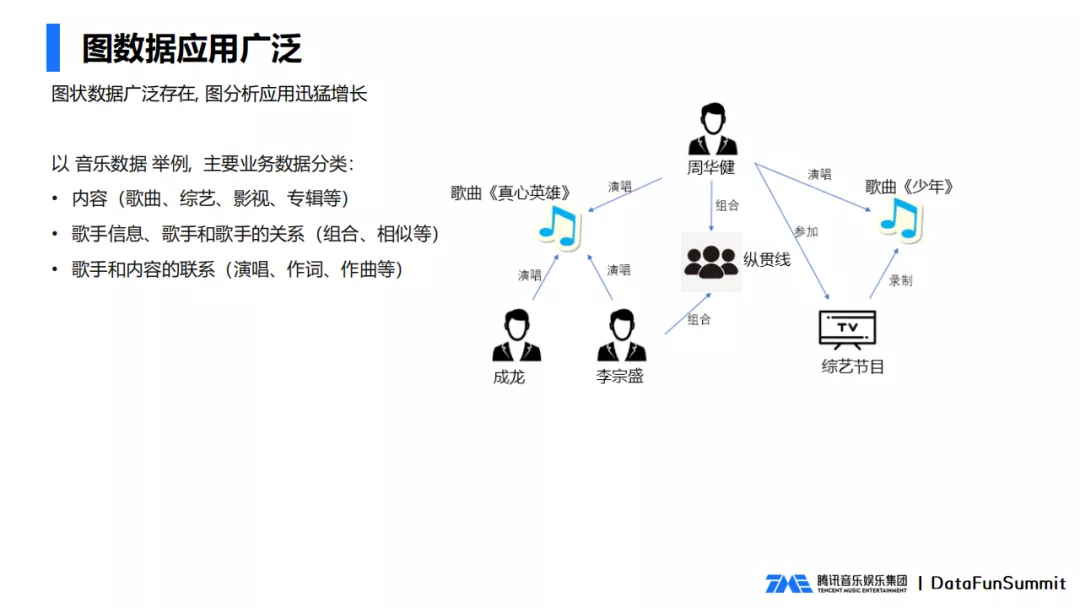 图数据应用广泛
图状数据广泛存在, 图分析应用迅猛增长
以 音乐数据 举例, 主要业务数据分类:
• 内容（歌曲、综艺、影视、专辑等）
• 歌手信息、歌手和歌手的关系（组合、相似等）
• 歌手和内容的联系（演唱、作词、作曲等）
周华健
歌曲《真心英雄》
演唱
组合
演唱
歌曲《少年》
参加
纵贯线
演唱
演唱
录制
组合
TV
成龙
李宗盛
综艺节目
TME 腾讯音乐娱乐集团
TENCENT MUSIC ENTERTAINMENT
| DataFunSummit